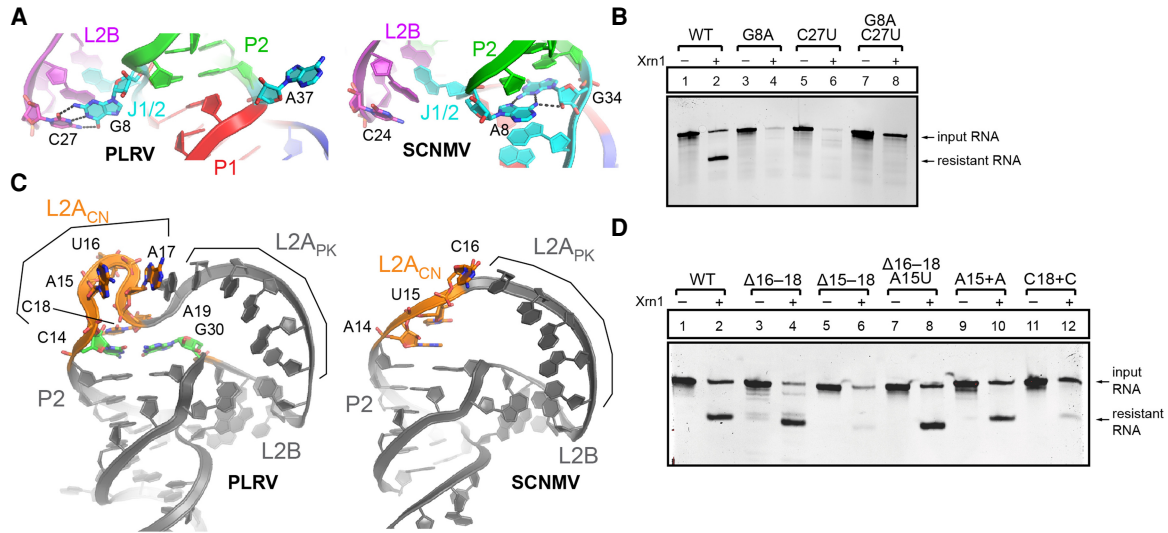 A
L2B
P2
J1/2
A37
C27
G8
PLRV
P1
L2B
P2
J1/2
G34
C24
A8
SCNMV
B
WT G8A C27U G8A C27U
Xrn1 – + – + – + – +
1 2 3 4 5 6 7 8
input RNA
resistant RNA
C
L2ACN
U16
A17
L2APK
A15
C18
A19
C14
G30
P2
L2B
PLRV
C16
L2APK
L2ACN
U15
A14
P2
L2B
SCNMV
D
WT Δ16–18 Δ15–18 Δ16–18 A15U A15+A C18+C
Xrn1 – + – + – + – + – + – +
1 2 3 4 5 6 7 8 9 10 11 12
input
RNA
resistant
RNA